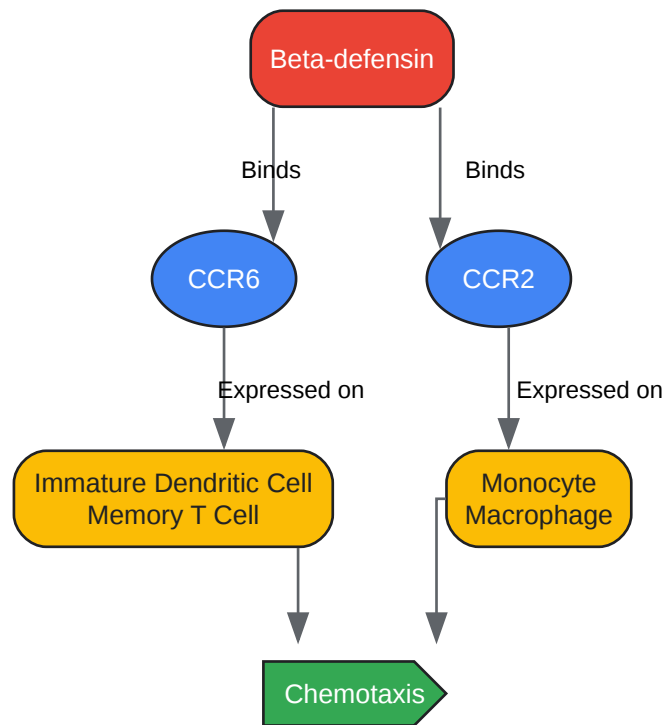 Beta-defensin
Binds
Binds
CCR6
CCR2
Expressed on
Expressed on
Immature Dendritic Cell
Memory T Cell
Monocyte
Macrophage
Chemotaxis